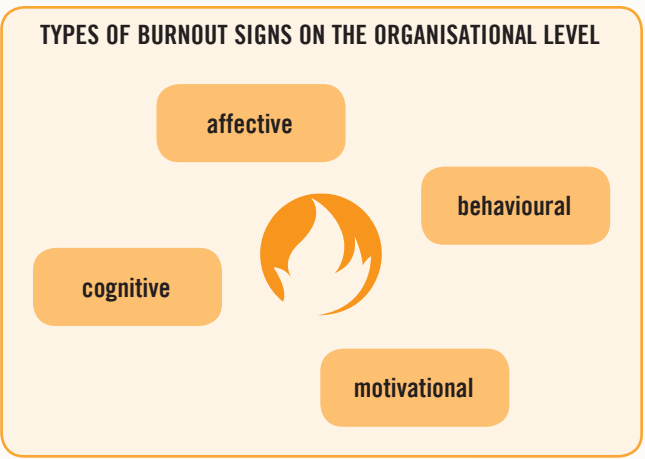 TYPES OF BURNOUT SIGNS ON THE ORGANISATIONAL LEVEL
affective
behavioural
cognitive
motivational